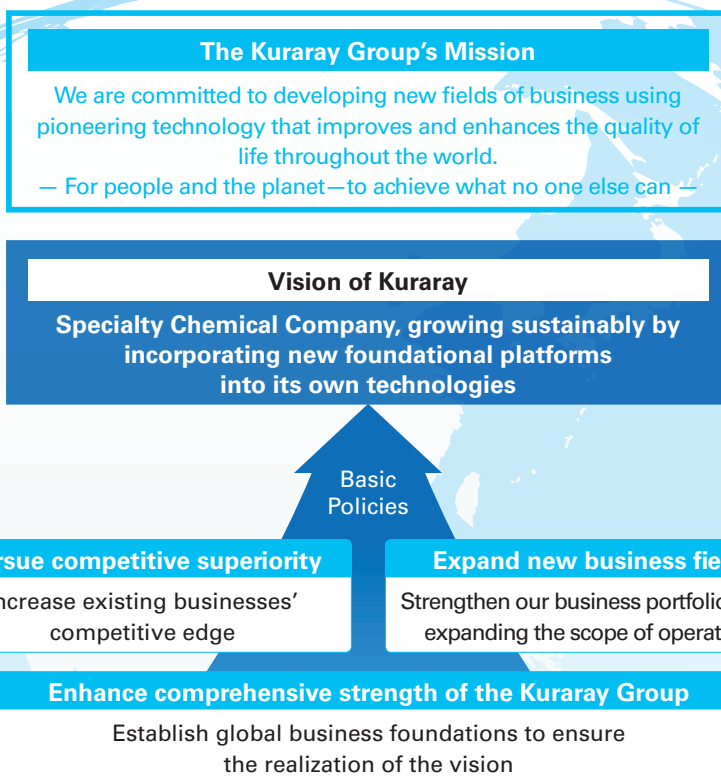 The Kuraray Group’s Mission
We are committed to developing new fields of business using
pioneering technology that improves and enhances the quality of
life throughout the world.
— For people and the planet—to achieve what no one else can —
Vision of Kuraray
Specialty Chemical Company, growing sustainably by
incorporating new foundational platforms
into its own technologies
Basic
Policies
competitive superiority
existing businesses’
competitive edge
Expand new business
Strengthen our business
expanding the scope of
Enhance comprehensive strength of the Kuraray Group
Establish global business foundations to ensure
the realization of the vision